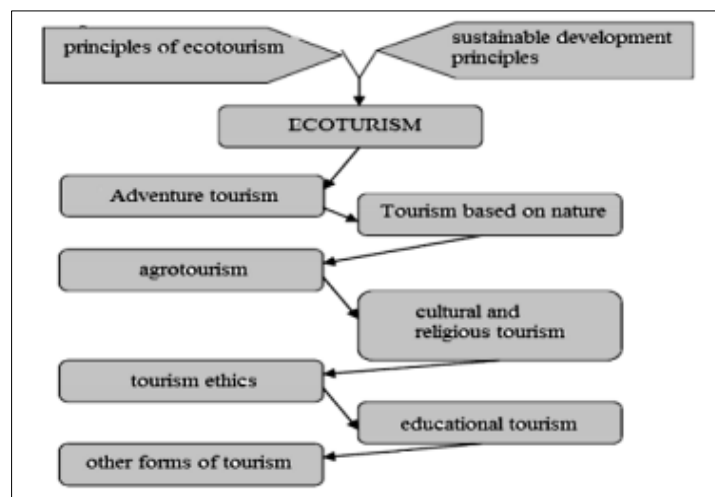 principles of ecotourism
sustainable development
principles
ECOTURISM
Adventure tourism
Tourism based on nature
agrotourism
cultural and
religious tourism
tourism ethics
educational tourism
other forms of tourism